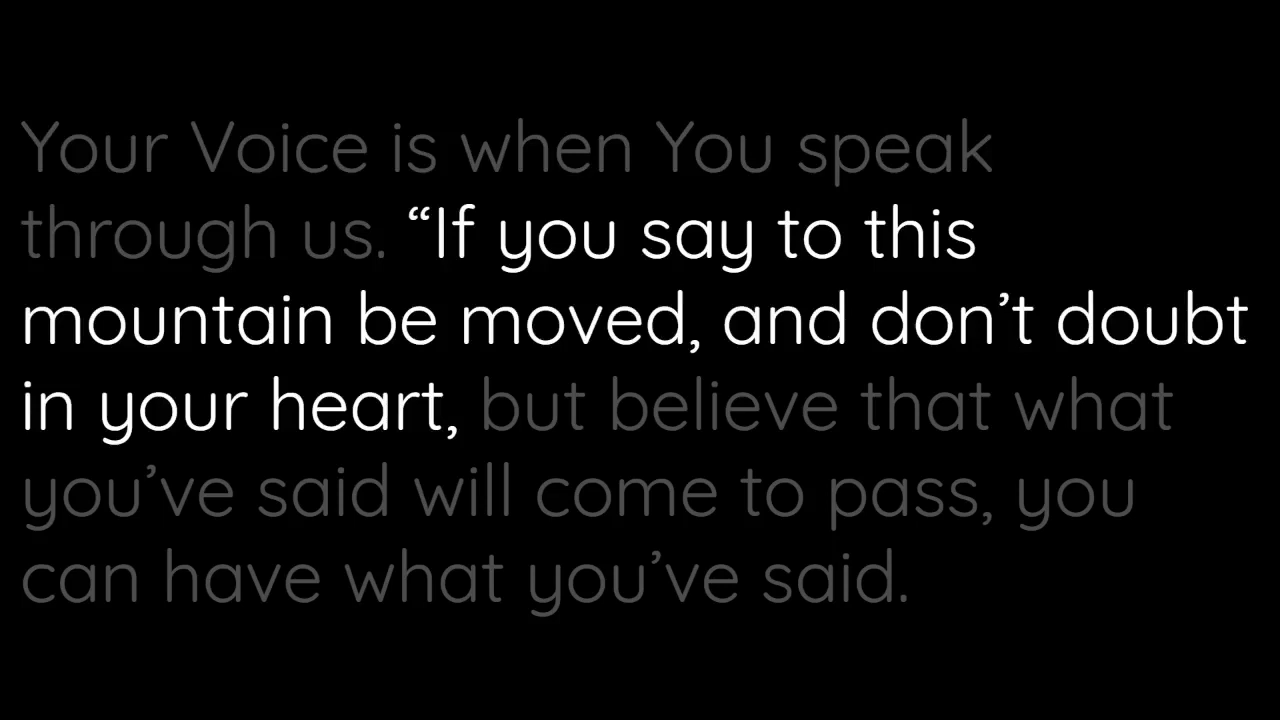 Your Voice is when You speak
through us. “If you say to this
mountain be moved, and don’t doubt
in your heart, but believe that what
you’ve said will come to pass, you
can have what you’ve said.